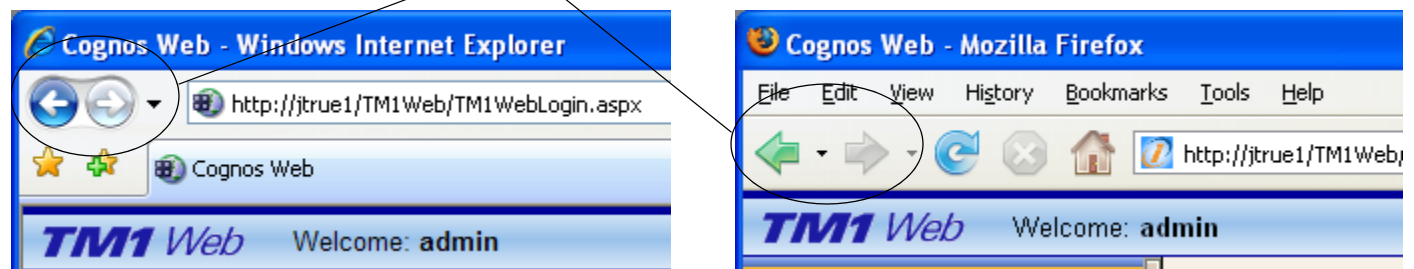 Cognos Web - Windows Internet Explorer
http://jtrue1/TM1Web/TM1WebLogin.aspx
Cognos Web
TM1 Web Welcome: admin
Cognos Web - Mozilla Firefox
File Edit View History Bookmarks Tools Help
http://jtrue1/TM1Web/
TM1 Web Welcome: admin